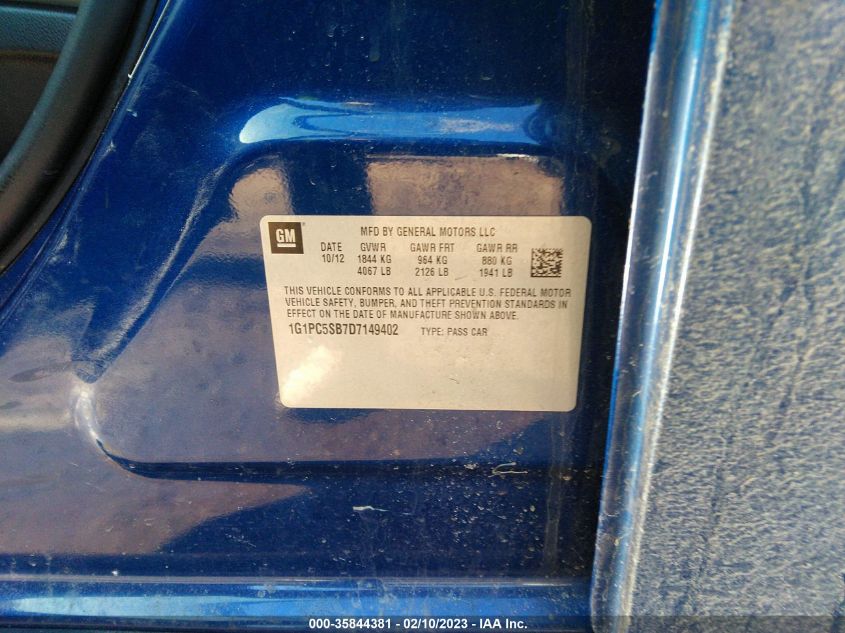 GM
MFD BY GENERAL MOTORS LLC
DATE GVWR GAWR FRT GAWR RR
10/12 1844 KG 964 KG 880 KG
4067 LB 2126 LB 1941 LB
THIS VEHICLE CONFORMS TO ALL APPLICABLE U.S. FEDERAL MOTOR
VEHICLE SAFETY, BUMPER, AND THEFT PREVENTION STANDARDS IN
EFFECT ON THE DATE OF MANUFACTURE SHOWN ABOVE.
1G1PC5SB7D7149402 TYPE: PASS CAR
000-35844381 - 02/10/2023 - IAA Inc.